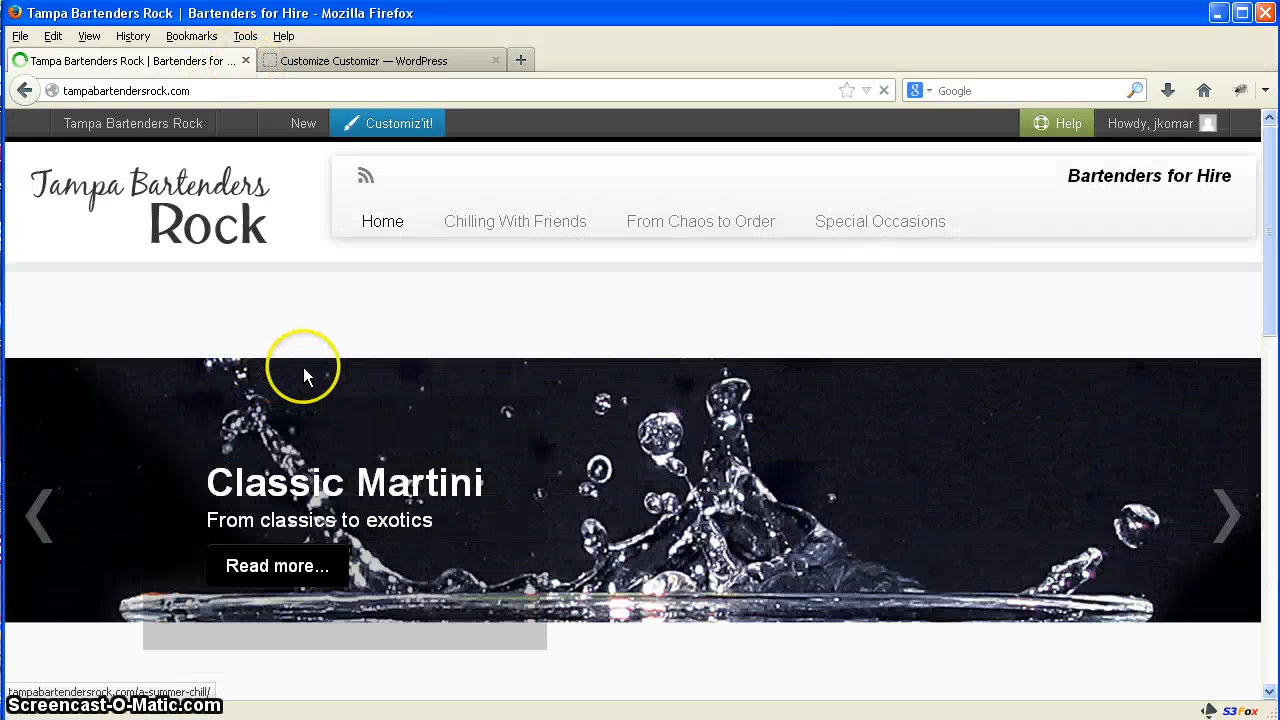 Tampa Bartenders Rock | Bartenders for Hire - Mozilla Firefox
File Edit View History Bookmarks Tools Help
Tampa Bartenders Rock | Bartenders for ... Customize Customizr — WordPress
tampabartendersrock.com Google
Tampa Bartenders Rock New Customiz'it! Help Howdy, jkomar
Tampa Bartenders
Rock
Bartenders for Hire
Home Chilling With Friends From Chaos to Order Special Occasions
Classic Martini
From classics to exotics
Read more...
tampabartendersrock.com/a-summer-chill/
Screencast-O-Matic.com
S3Fox